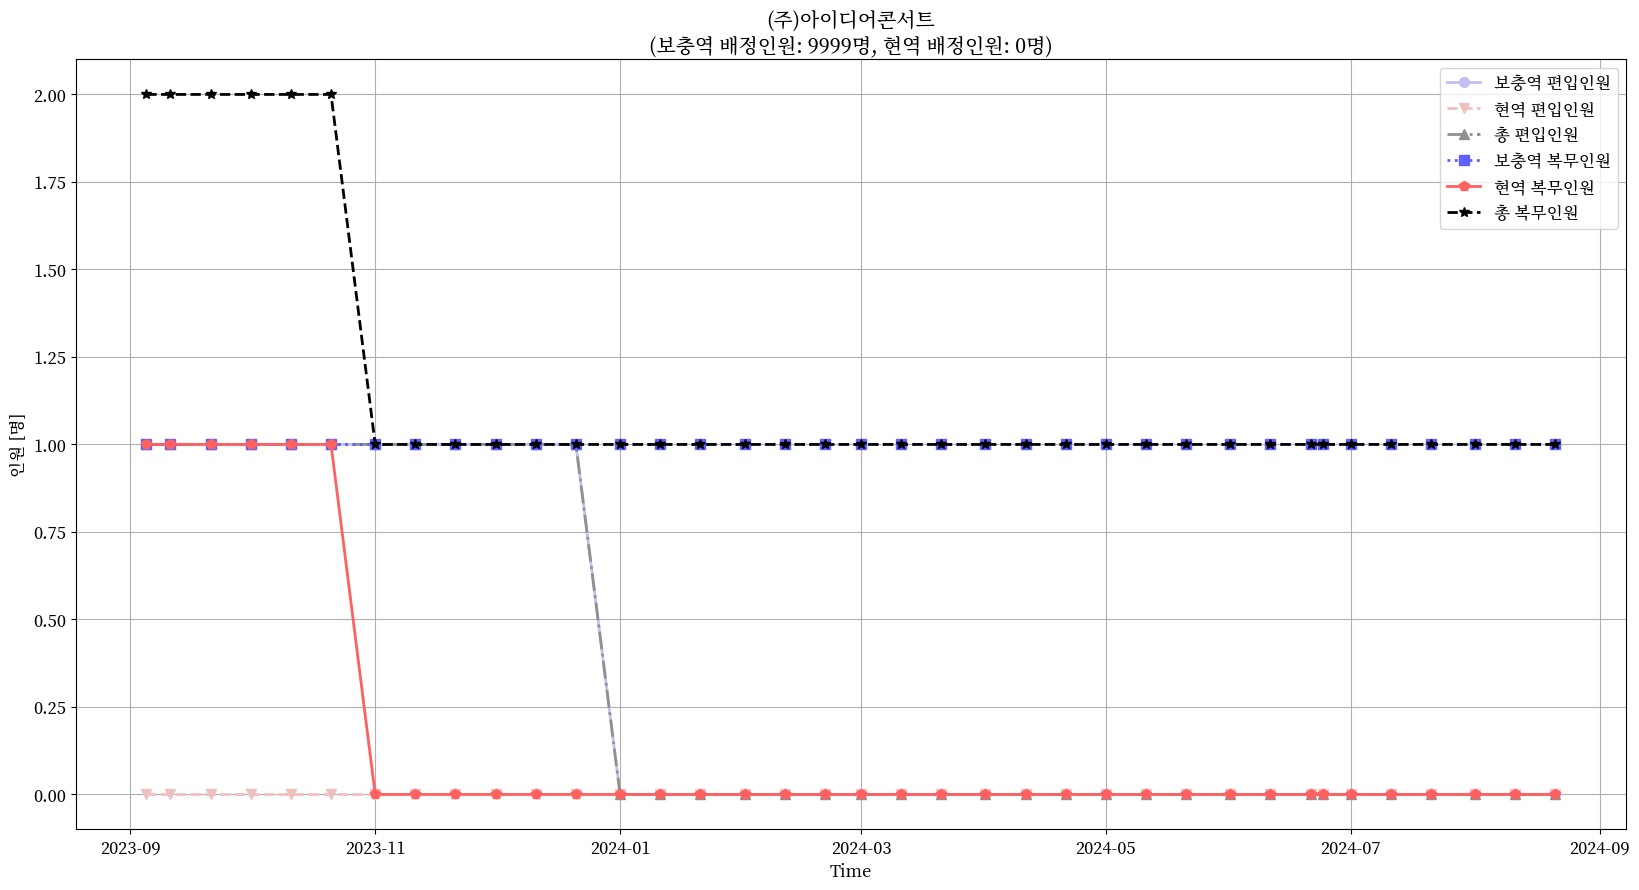 (주)아이디어콘서트
(보충역 배정인원: 9999명, 현역 배정인원: 0명)
보충역 편입인원
현역 편입인원
총 편입인원
보충역 복무인원
현역 복무인원
총 복무인원
인원 [명]
2.00
1.75
1.50
1.25
1.00
0.75
0.50
0.25
0.00
2023-09
2023-11
2024-01
2024-03
2024-05
2024-07
2024-09
Time